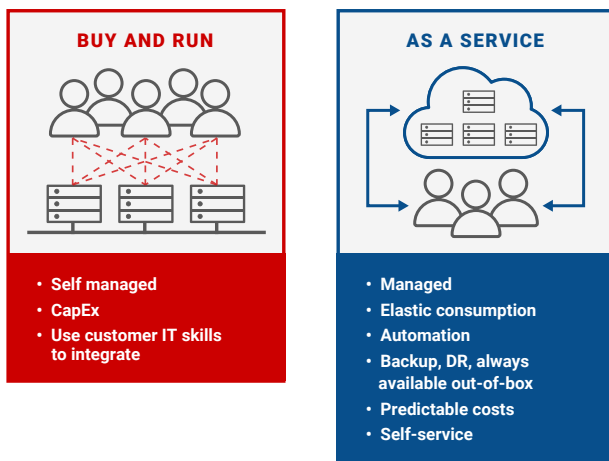 BUY AND RUN
• Self managed
• CapEx
• Use customer IT skills
to integrate
AS A SERVICE
• Managed
• Elastic consumption
• Automation
• Backup, DR, always
available out-of-box
• Predictable costs
• Self-service